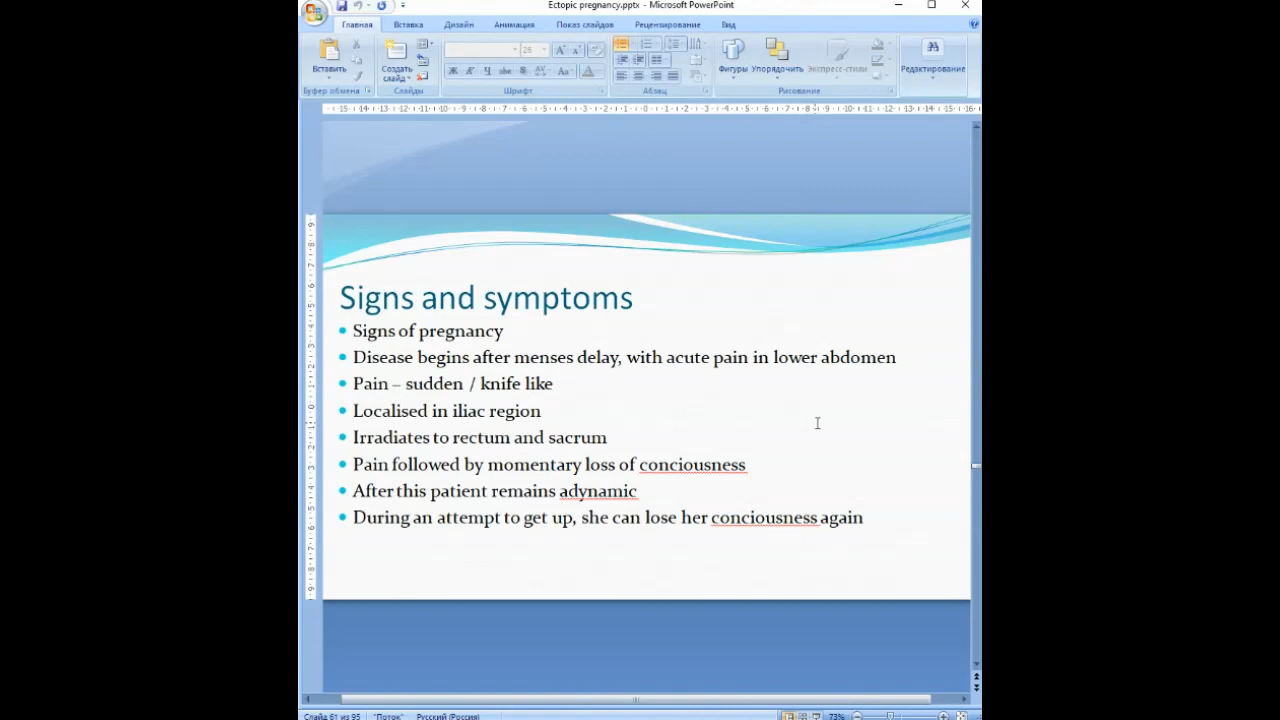 Ectopic pregnancy.pptx - Microsoft PowerPoint
Главная Вставка Дизайн Анимация Показ слайдов Рецензирование Вид
Вставить Создать слайд Фигуры Упорядочить Экспресс-стили Редактирование
Буфер обмена Слайды Шрифт Абзац Рисование
Signs and symptoms
• Signs of pregnancy
• Disease begins after menses delay, with acute pain in lower abdomen
• Pain – sudden / knife like
• Localised in iliac region
• Irradiates to rectum and sacrum
• Pain followed by momentary loss of conciousness
• After this patient remains adynamic
• During an attempt to get up, she can lose her conciousness again
Слайд 61 из 95 "Поток" Русский (Россия) 73%